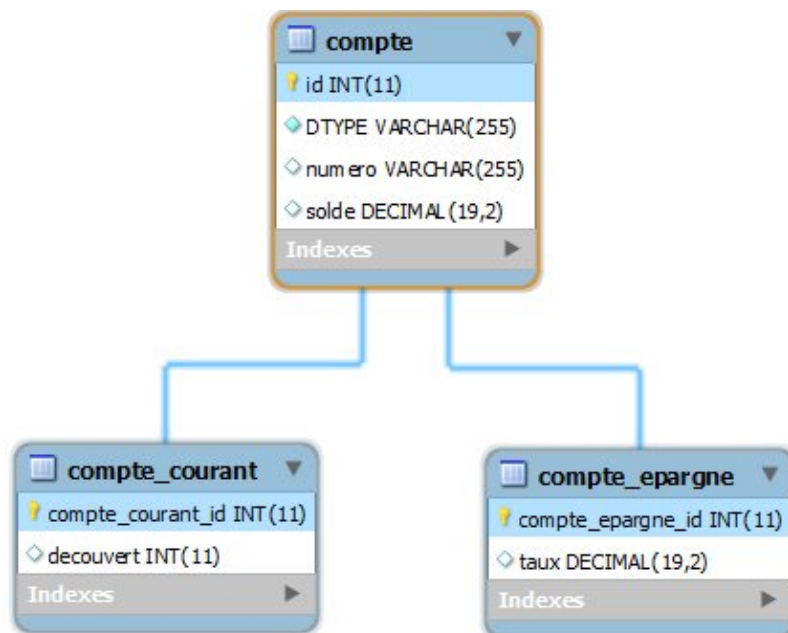 compte
id INT(11)
DTYPE VARCHAR(255)
numero VARCHAR(255)
solde DECIMAL(19,2)
Indexes
compte_courant
compte_courant_id INT(11)
decouvert INT(11)
Indexes
compte_epargne
compte_epargne_id INT(11)
taux DECIMAL(19,2)
Indexes